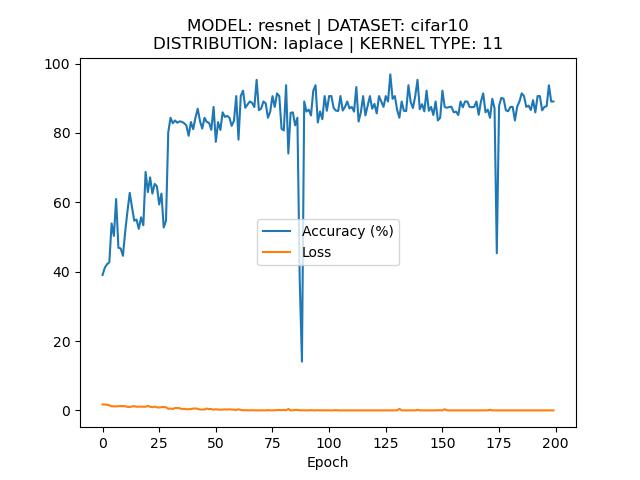 MODEL: resnet | DATASET: cifar10
DISTRIBUTION: laplace | KERNEL TYPE: 11
100
80
60
40
20
0
Accuracy (%)
Loss
0 25 50 75 100 125 150 175 200
Epoch